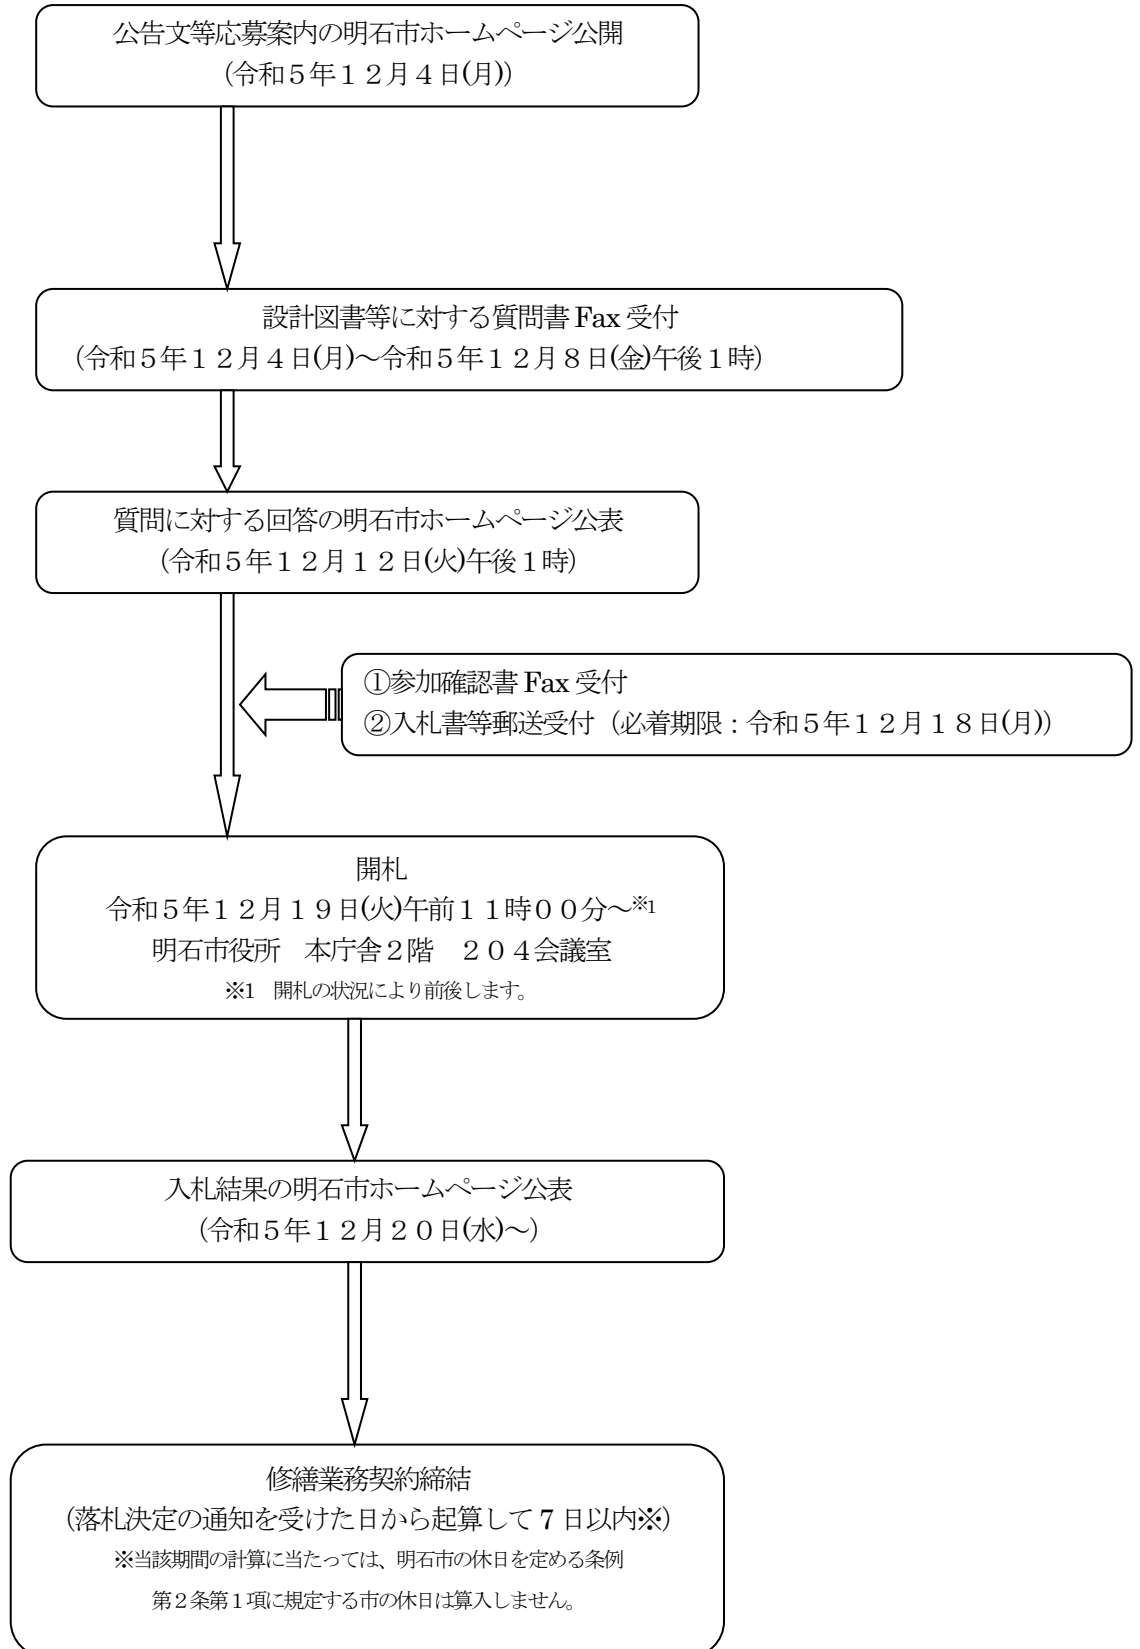 公告文等応募案内の明石市ホームページ公開
（令和５年１２月４日(月)）
設計図書等に対する質問書 Fax 受付
（令和５年１２月４日(月)～令和５年１２月８日(金)午後１時）
質問に対する回答の明石市ホームページ公表
（令和５年１２月１２日(火)午後１時）
①参加確認書 Fax 受付
②入札書等郵送受付（必着期限：令和５年１２月１８日(月)）
開札
令和５年１２月１９日(火)午前１１時００分～※1
明石市役所　本庁舎２階　２０４会議室
※1　開札の状況により前後します。
入札結果の明石市ホームページ公表
（令和５年１２月２０日(水)～）
修繕業務契約締結
（落札決定の通知を受けた日から起算して 7 日以内※）
※当該期間の計算に当たっては、明石市の休日を定める条例
第２条第１項に規定する市の休日は算入しません。